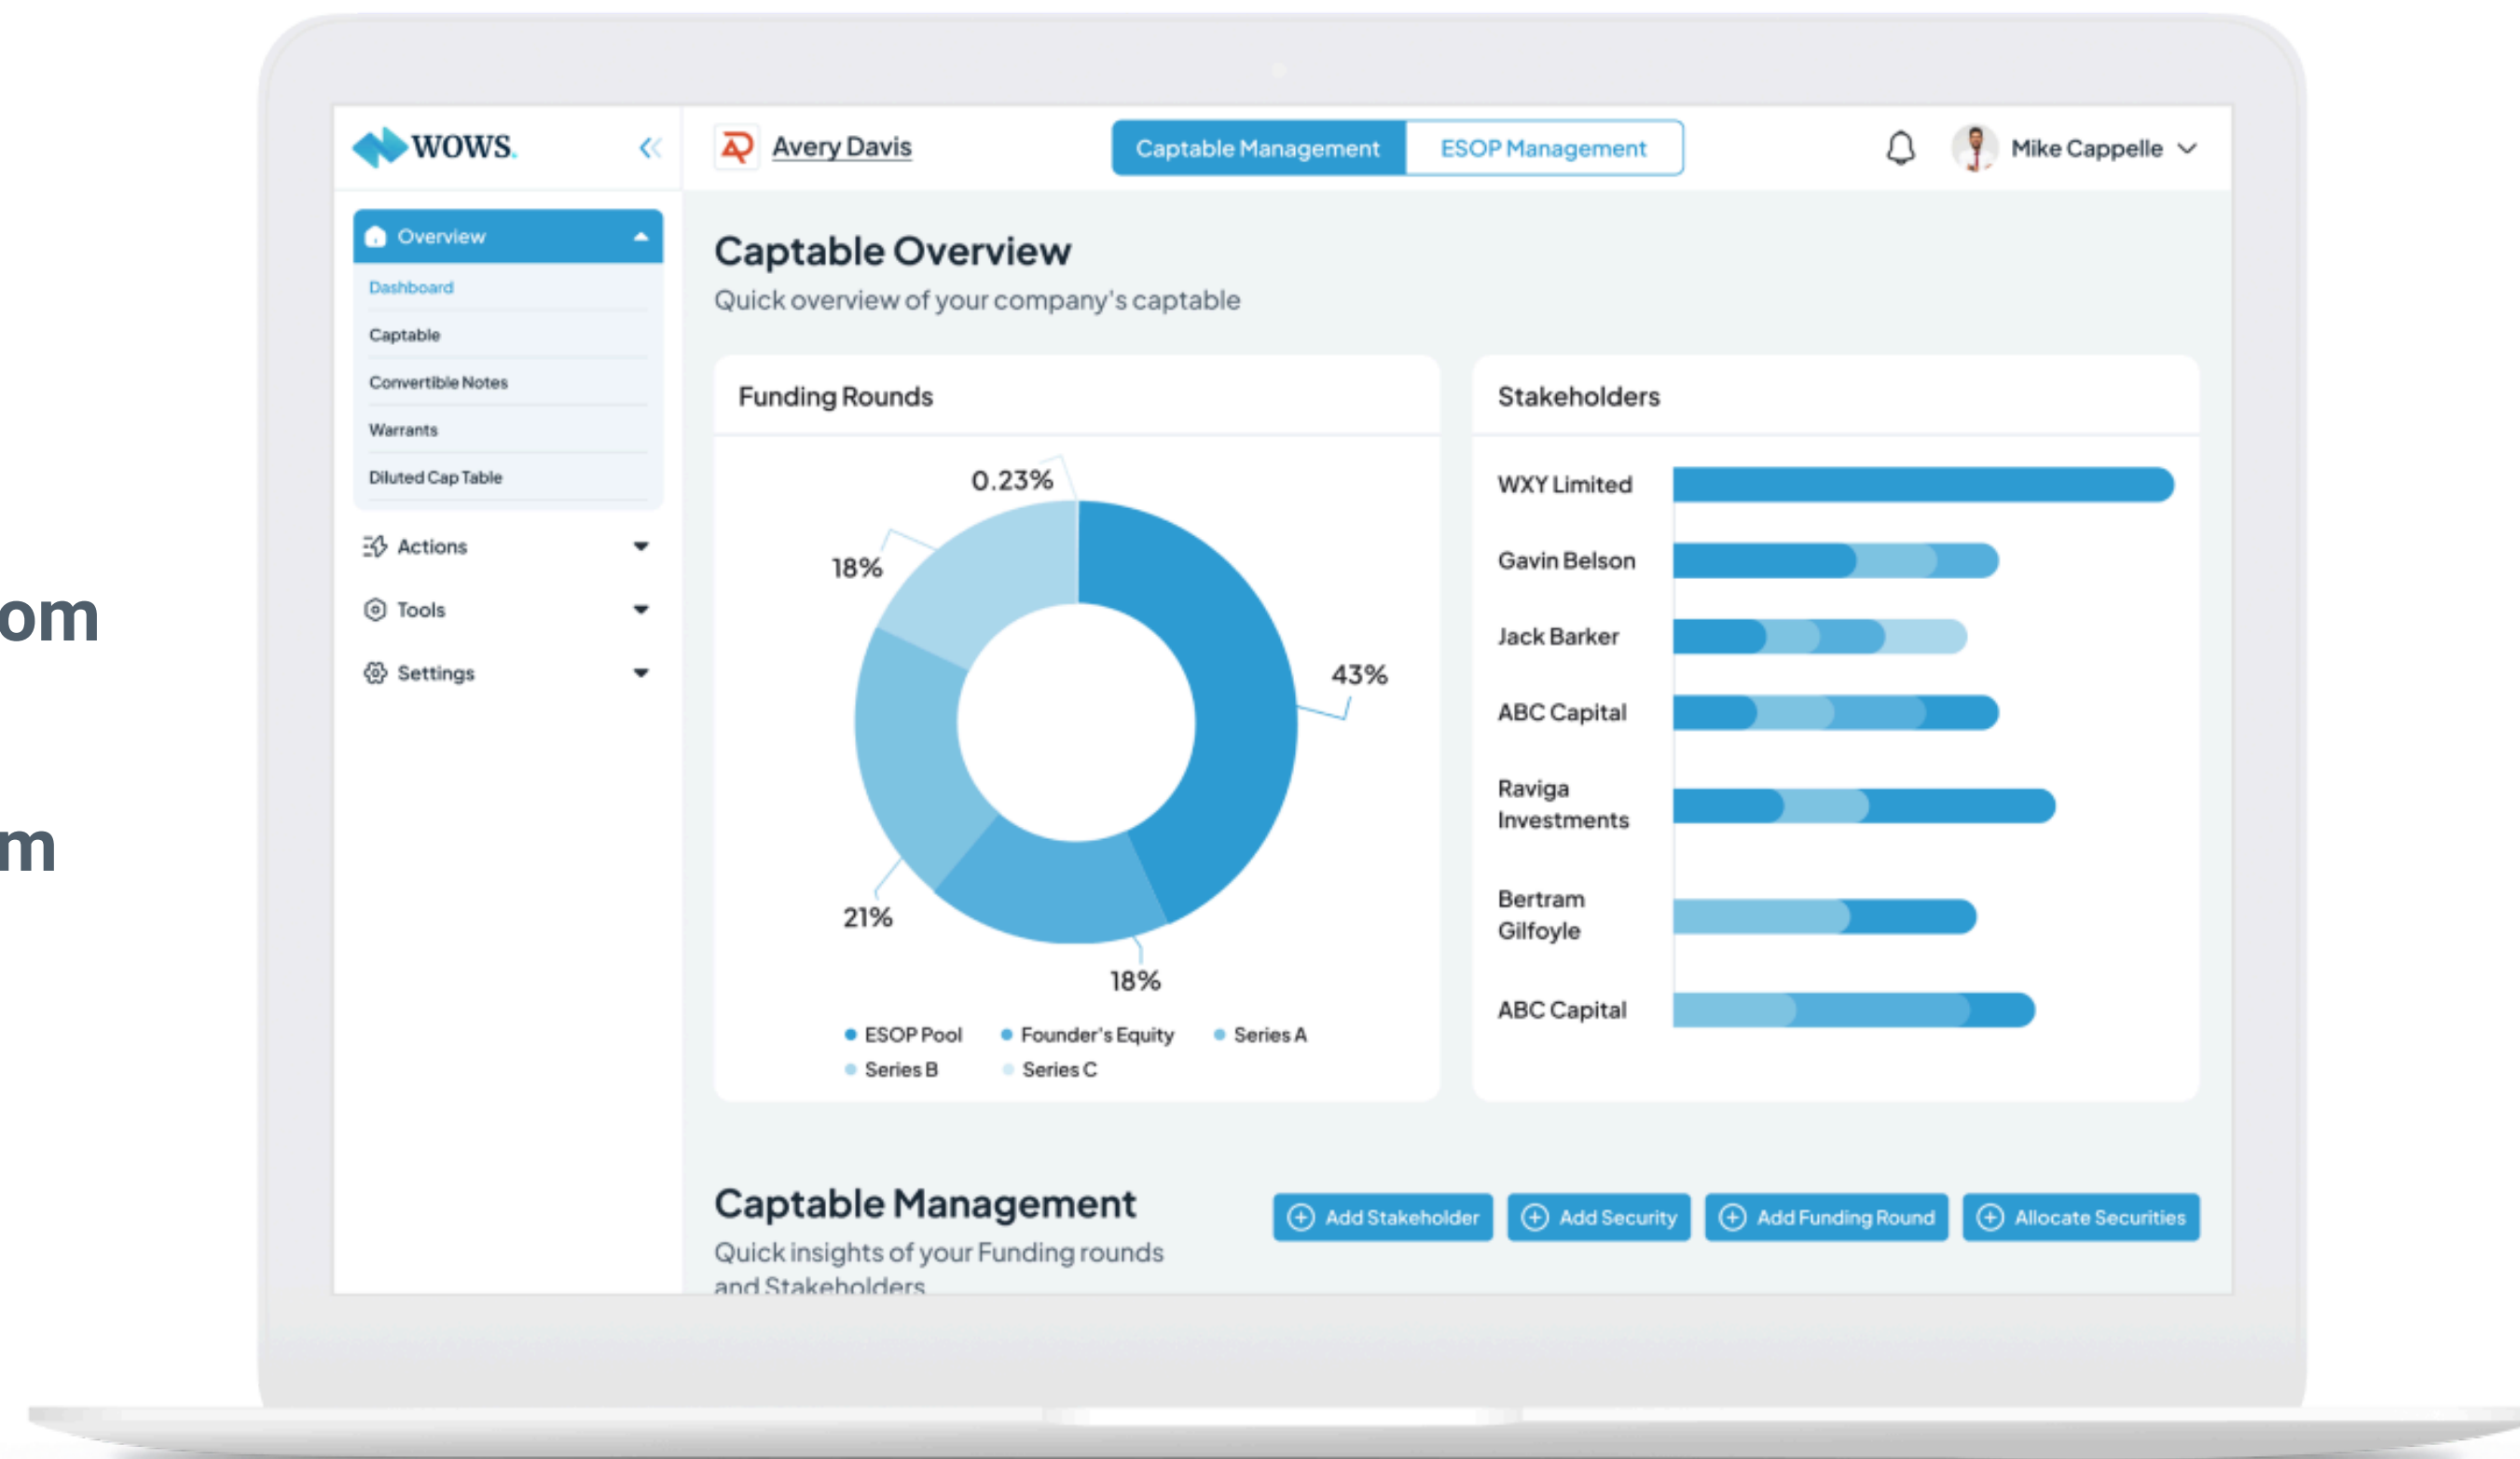 om
m
WOWS.
Avery Davis
Captable Management
ESOP Management
Mike Cappelle
Overview
Dashboard
Captable
Convertible Notes
Warrants
Diluted Cap Table
Actions
Tools
Settings
Captable Overview
Quick overview of your company's captable
Funding Rounds
0.23%
18%
43%
21%
18%
ESOP Pool
Founder's Equity
Series A
Series B
Series C
Stakeholders
WXY Limited
Gavin Belson
Jack Barker
ABC Capital
Raviga
Investments
Bertram
Gilfoyle
ABC Capital
Captable Management
Quick insights of your Funding rounds
and Stakeholders
Add Stakeholder
Add Security
Add Funding Round
Allocate Securities